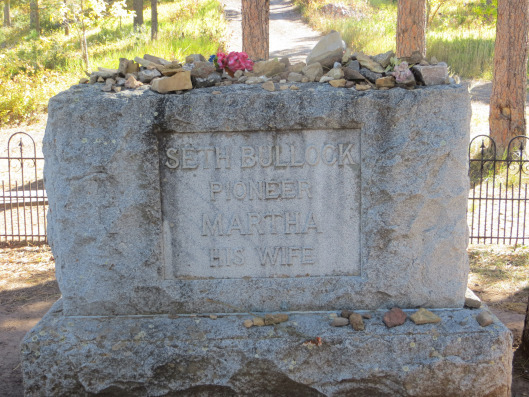 SETH BULLOCK
PIONEER
MARTHA
HIS WIFE